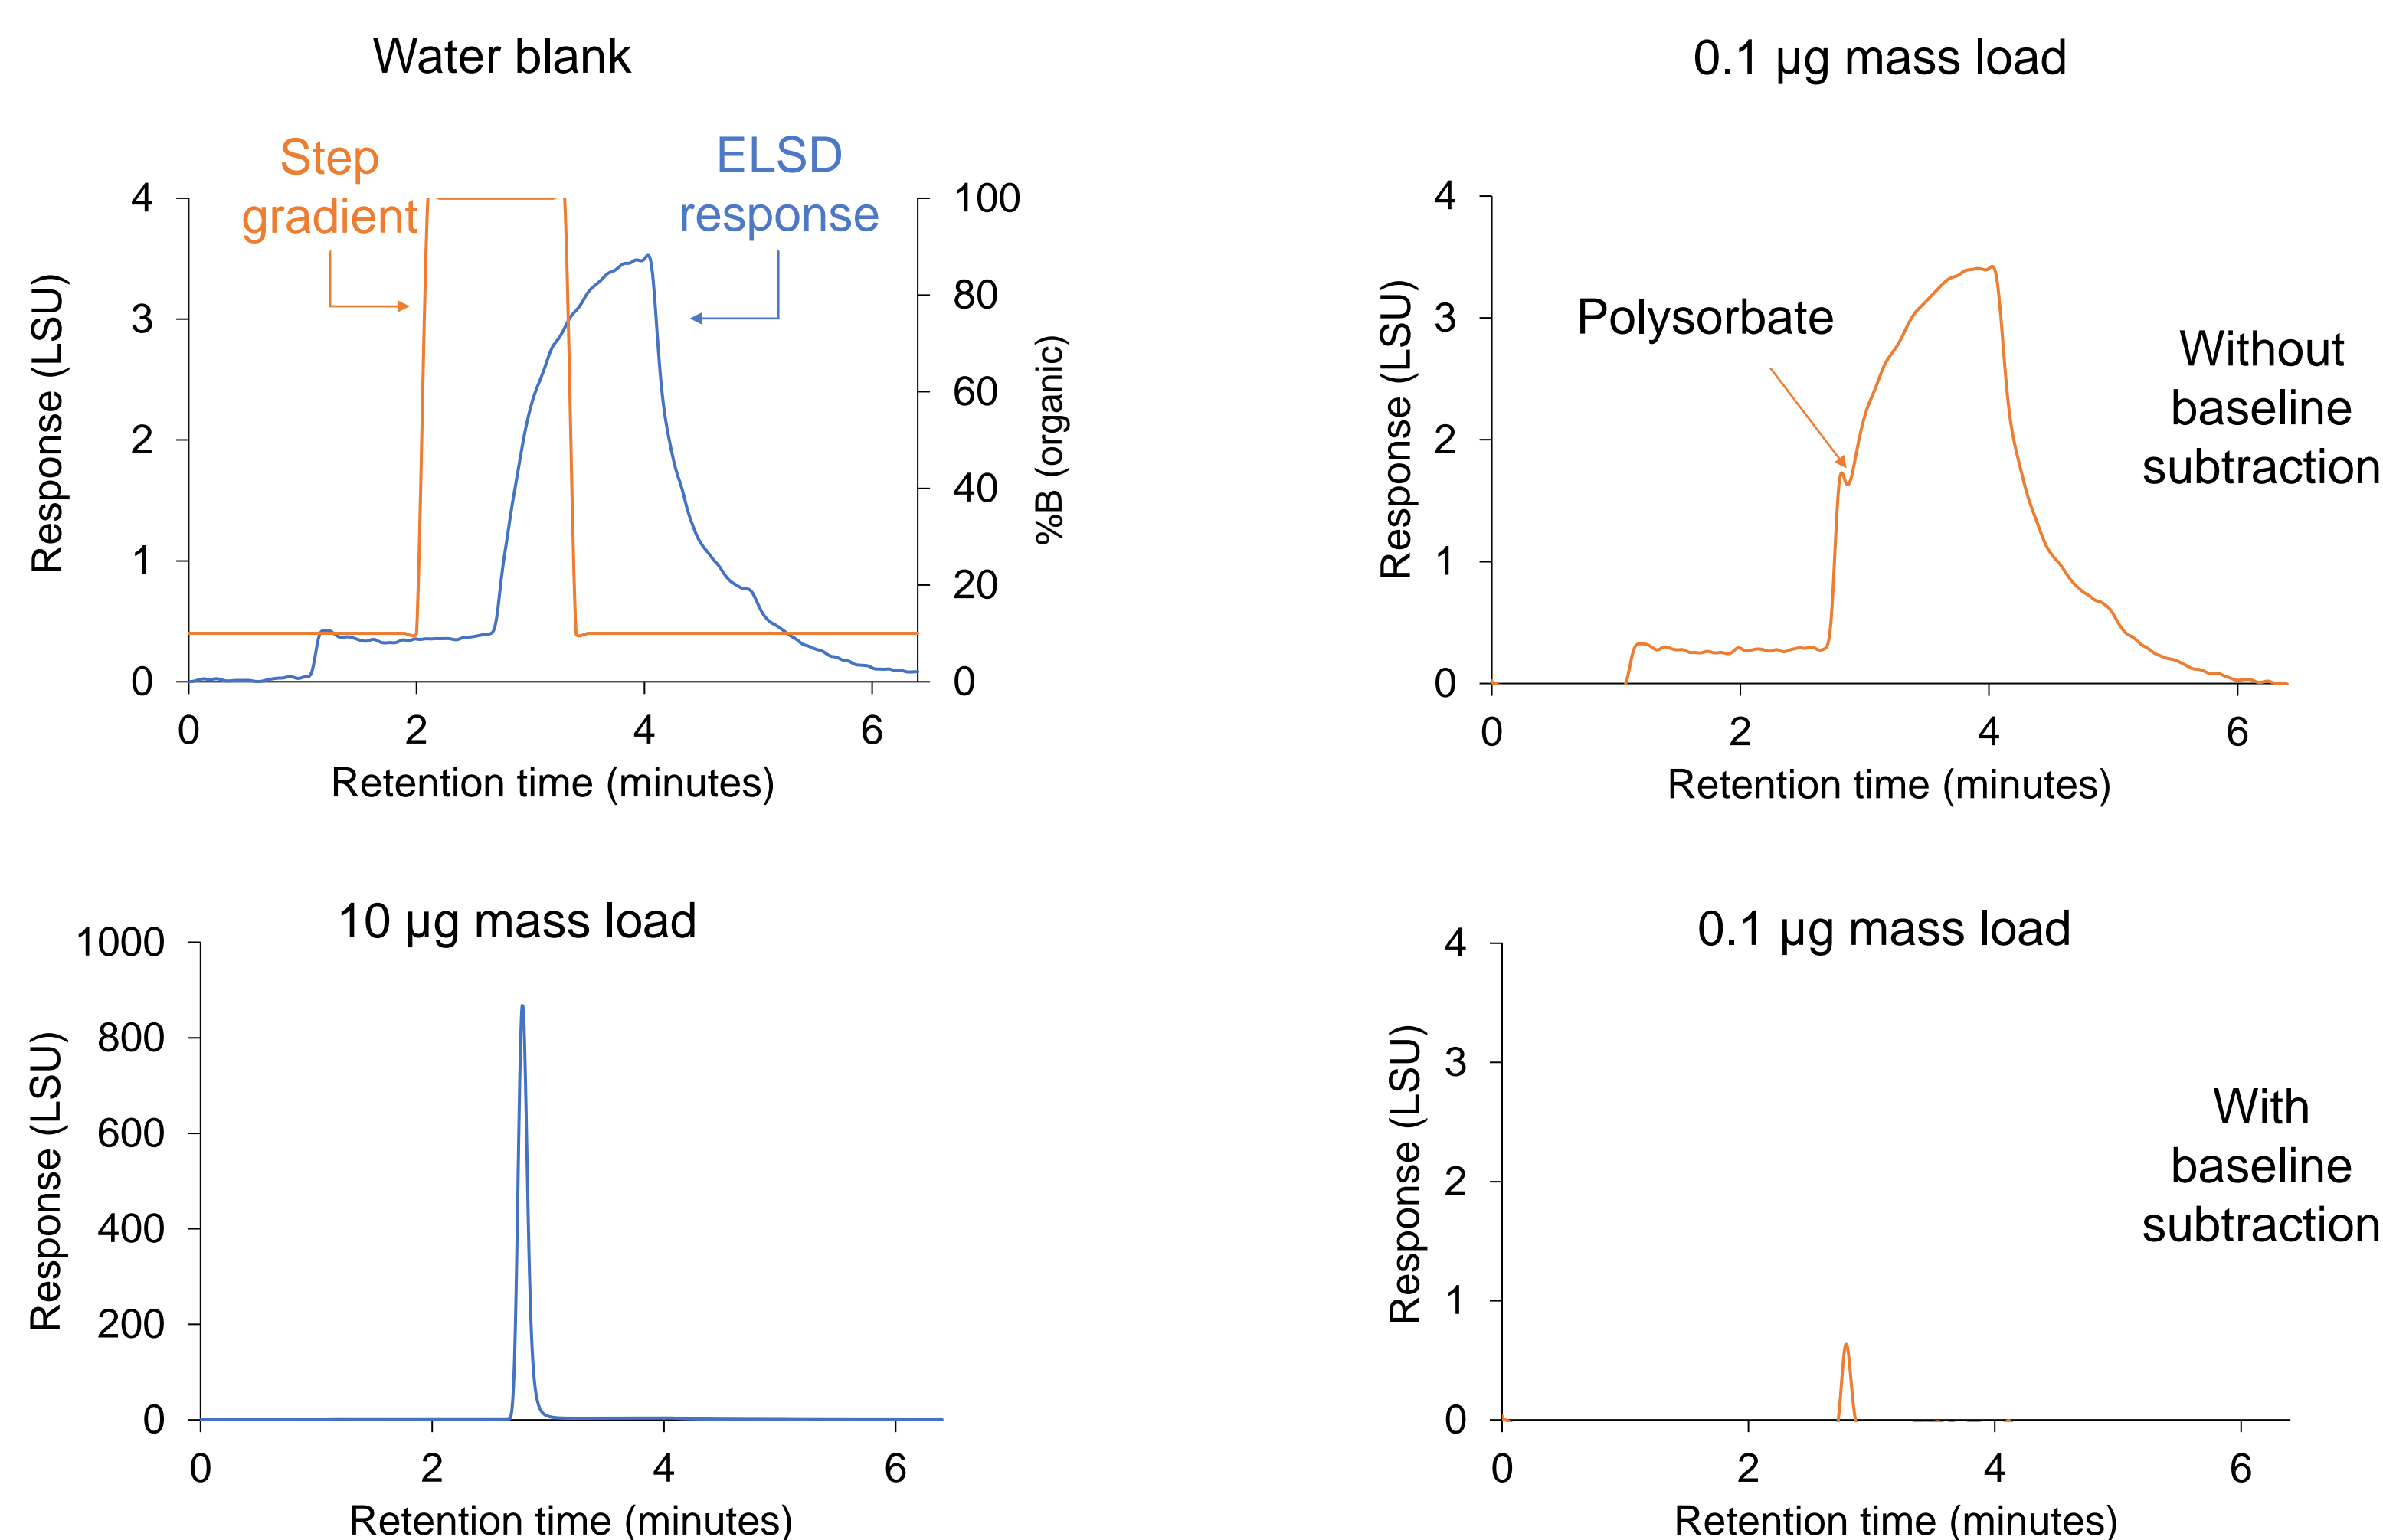 Water blank
Step
gradient
ELSD
response
4
3
2
1
0
100
80
60
40
20
0
Response (LSU)
%B (organic)
0 2 4 6
Retention time (minutes)
0.1 µg mass load
4
3
2
1
0
Response (LSU)
Polysorbate
Without
baseline
subtraction
0 2 4 6
Retention time (minutes)
10 µg mass load
1000
800
600
400
200
0
Response (LSU)
0 2 4 6
Retention time (minutes)
0.1 µg mass load
4
3
2
1
0
Response (LSU)
With
baseline
subtraction
0 2 4 6
Retention time (minutes)